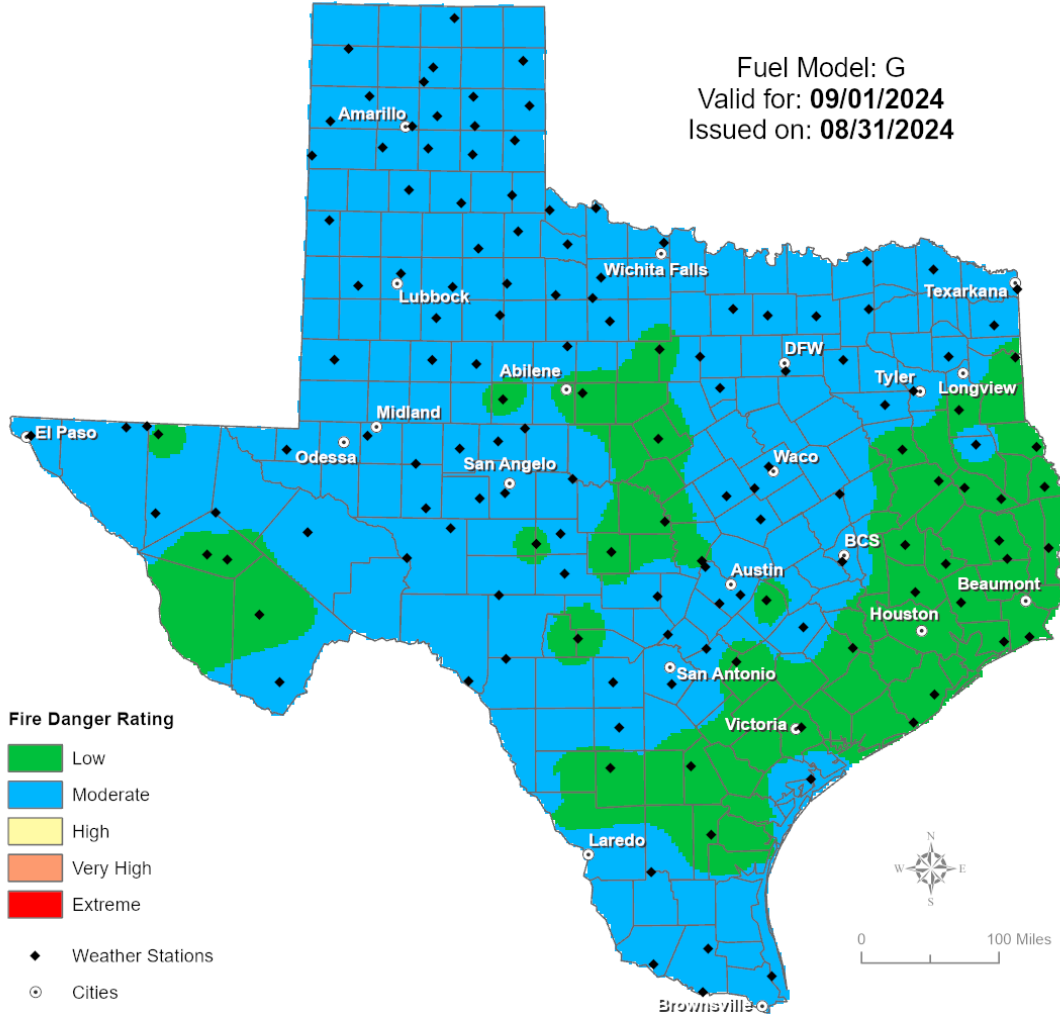 Fuel Model: G
Valid for: 09/01/2024
Issued on: 08/31/2024
Amarillo
Wichita Falls
Lubbock
Texarkana
DFW
Abilene
Tyler
Longview
Midland
El Paso
Odessa
San Angelo
Waco
BCS
Austin
Beaumont
Houston
San Antonio
Victoria
Laredo
Brownsville
Fire Danger Rating
Low
Moderate
High
Very High
Extreme
Weather Stations
Cities
N
W
E
S
0
100 Miles